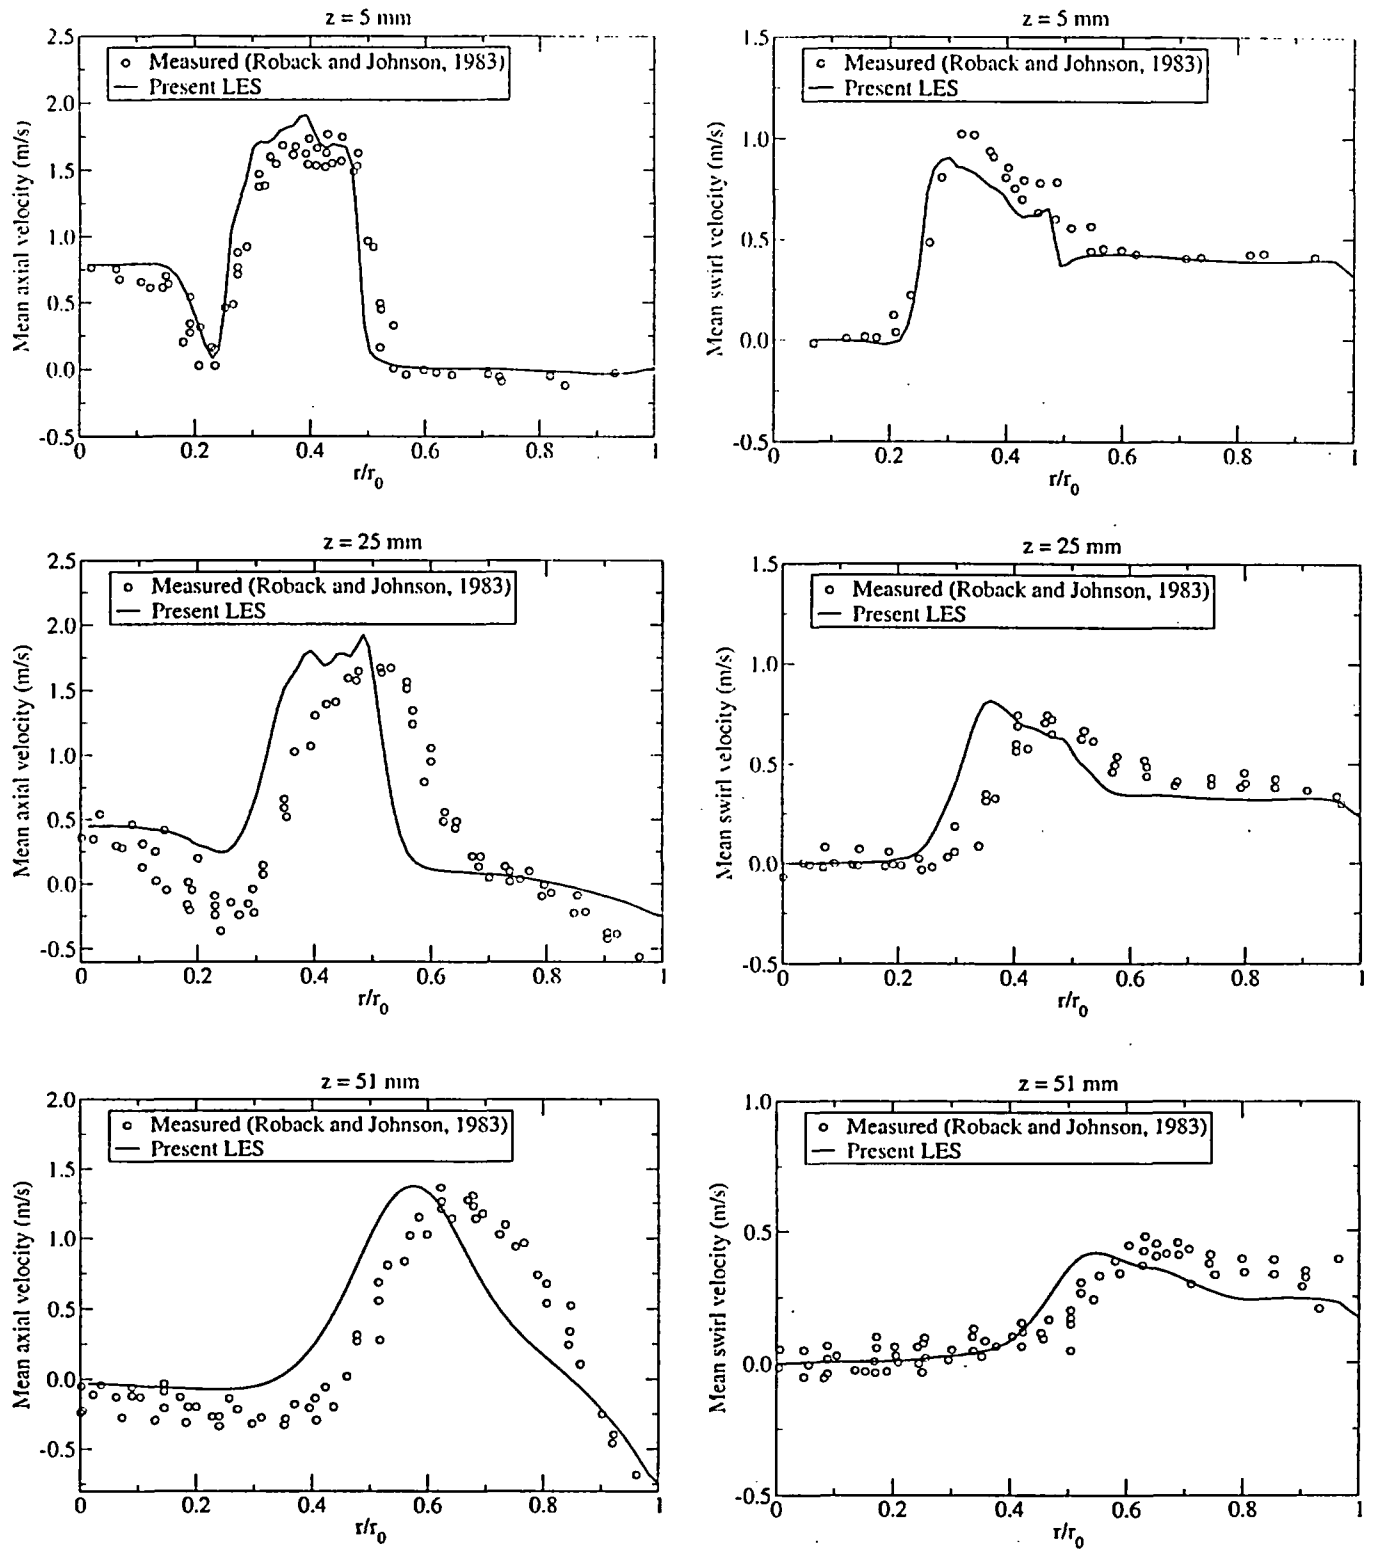 z = 5 mm
2.5
2.0
1.5
1.0
0.5
0.0
-0.5
Mean axial velocity (m/s)
Measured (Roback and Johnson, 1983)
Present LES
0 0.2 0.4 0.6 0.8 1
r/r0
z = 5 mm
1.5
1.0
0.5
0.0
-0.5
Mean swirl velocity (m/s)
Measured (Roback and Johnson, 1983)
Present LES
0 0.2 0.4 0.6 0.8 1
r/r0
z = 25 mm
2.5
2.0
1.5
1.0
0.5
0.0
-0.5
Mean axial velocity (m/s)
Measured (Roback and Johnson, 1983)
Present LES
0 0.2 0.4 0.6 0.8 1
r/r0
z = 25 mm
1.5
1.0
0.5
0.0
-0.5
Mean swirl velocity (m/s)
Measured (Roback and Johnson, 1983)
Present LES
0 0.2 0.4 0.6 0.8 1
r/r0
z = 51 mm
2.0
1.5
1.0
0.5
0.0
-0.5
Mean axial velocity (m/s)
Measured (Roback and Johnson, 1983)
Present LES
0 0.2 0.4 0.6 0.8 1
r/r0
z = 51 mm
1.0
0.5
0.0
-0.5
Mean swirl velocity (m/s)
Measured (Roback and Johnson, 1983)
Present LES
0 0.2 0.4 0.6 0.8 1
r/r0